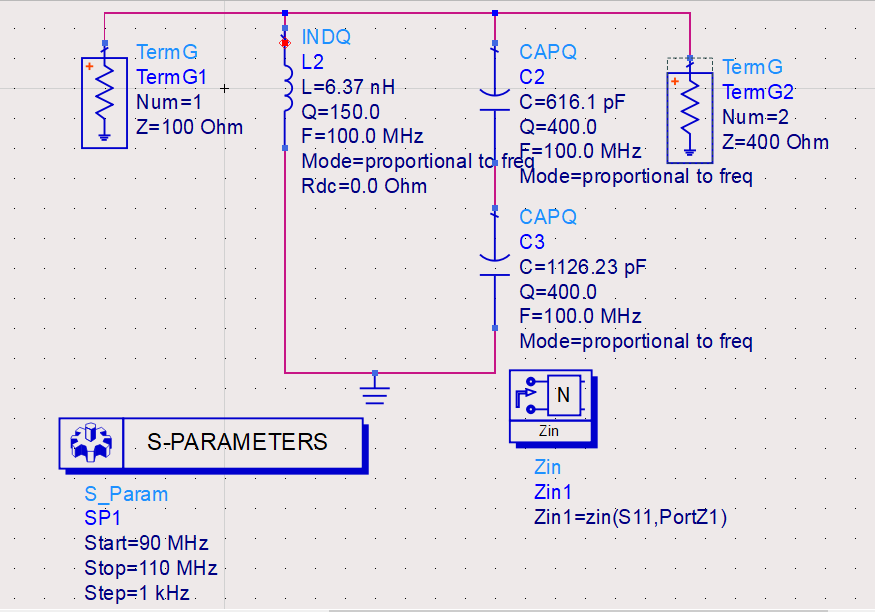 TermG
TermG1
Num=1
Z=100 Ohm
INDQ
L2
L=6.37 nH
Q=150.0
F=100.0 MHz
Mode=proportional to freq
Rdc=0.0 Ohm
CAPQ
C2
C=616.1 pF
Q=400.0
F=100.0 MHz
Mode=proportional to freq
TermG
TermG2
Num=2
Z=400 Ohm
CAPQ
C3
C=1126.23 pF
Q=400.0
F=100.0 MHz
Mode=proportional to freq
S-PARAMETERS
S_Param
SP1
Start=90 MHz
Stop=110 MHz
Step=1 kHz
N
Zin
Zin
Zin1
Zin1=zin(S11,PortZ1)